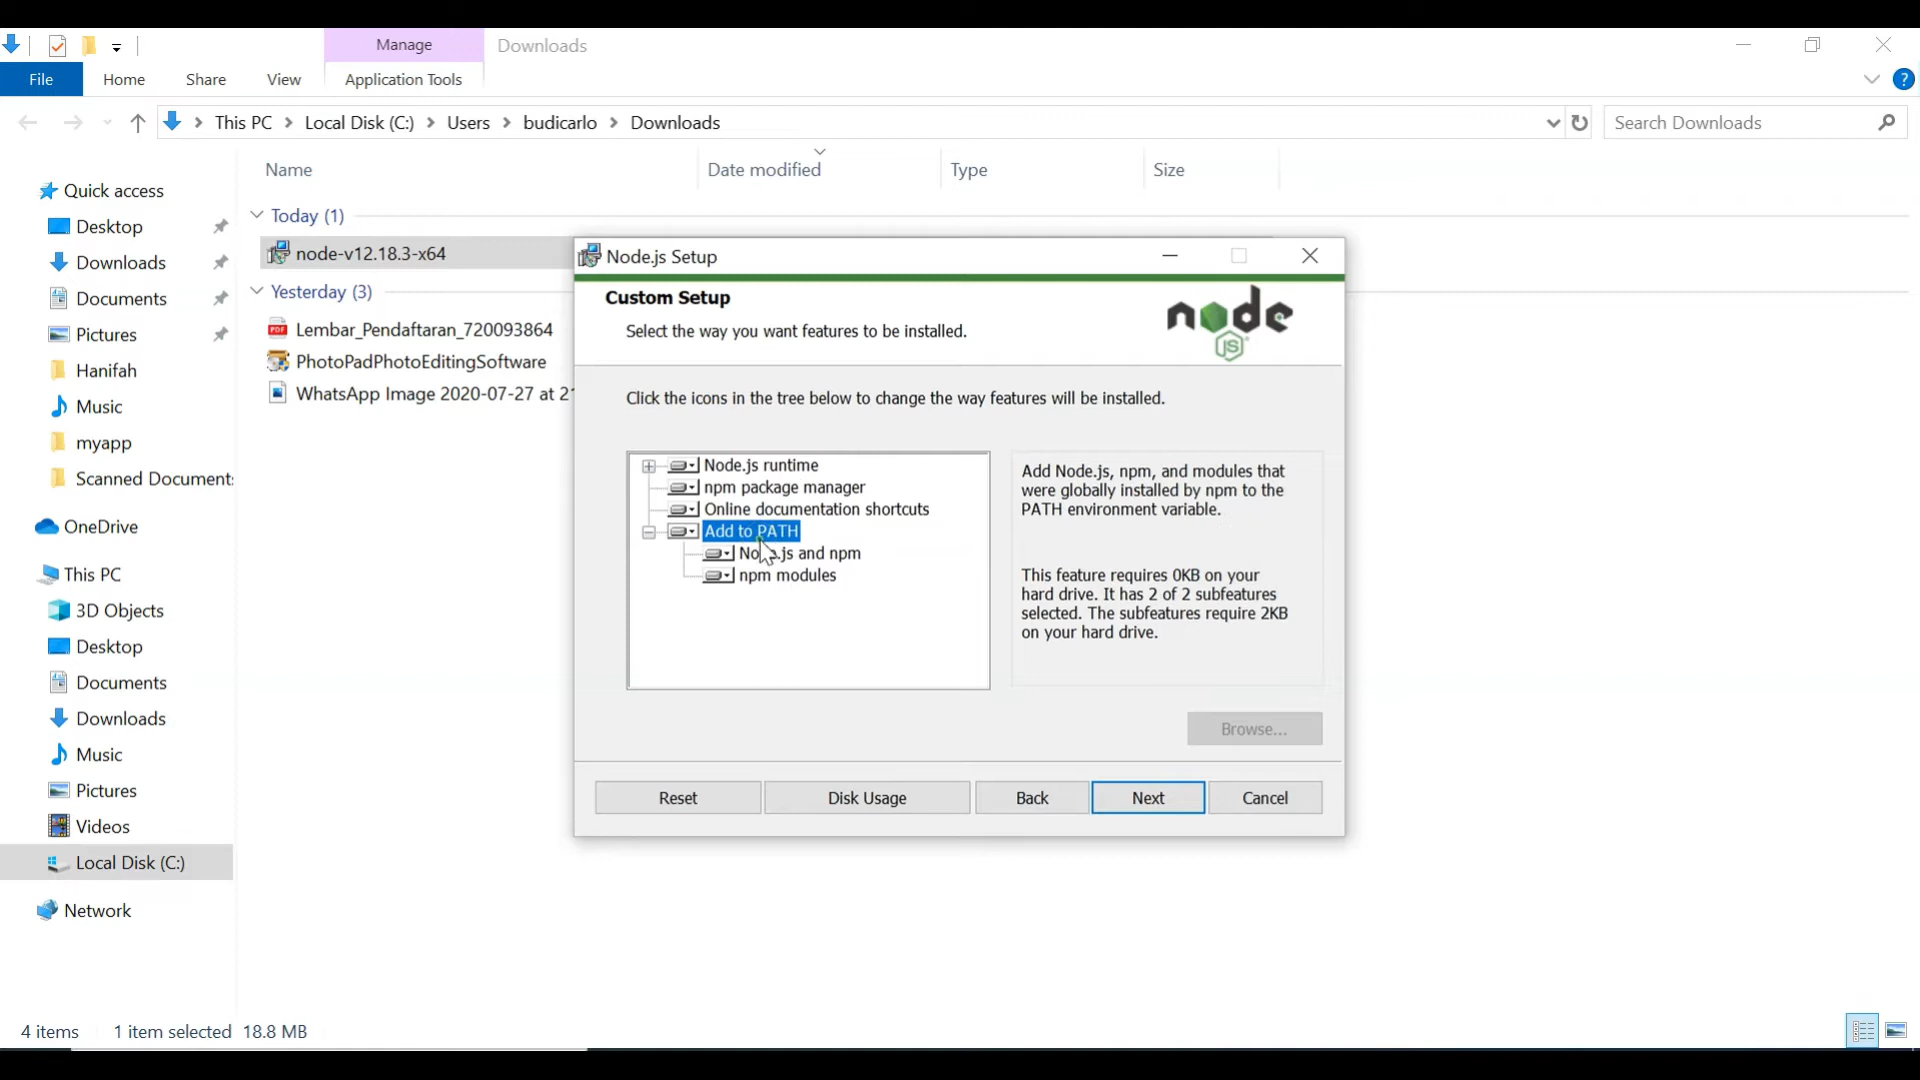 Manage
Downloads
File
Home
Share
View
Application Tools
?
This PC
Local Disk (C:)
Users
budicarlo
Downloads
Search Downloads
Name
Date modified
Type
Size
Quick access
Desktop
Downloads
Documents
Pictures
Hanifah
Music
myapp
Scanned Document
OneDrive
This PC
3D Objects
Desktop
Documents
Downloads
Music
Pictures
Videos
Local Disk (C:)
Network
Today (1)
node-v12.18.3-x64
Yesterday (3)
PDF
Lembar_Pendaftaran_720093864
PhotoPadPhotoEditingSoftware
WhatsApp Image 2020-07-27 at
Node.js Setup
Custom Setup
Select the way you want features to be installed.
node
JS
Click the icons in the tree below to change the way features will be installed.
Node.js runtime
npm package manager
Online documentation shortcuts
Add to PATH
Node.js and npm
npm modules
Add Node.js, npm, and modules that
were globally installed by npm to the
PATH environment variable.
This feature requires 0KB on your
hard drive. It has 2 of 2 subfeatures
selected. The subfeatures require 2KB
on your hard drive.
Browse...
Reset
Disk Usage
Back
Next
Cancel
4 items
1 item selected
18.8 MB